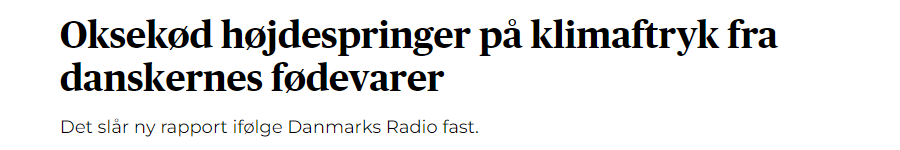 Oksekød højdespringer på klimaftryk fra
danskernes fødevarer
Det slår ny rapport ifølge Danmarks Radio fast.